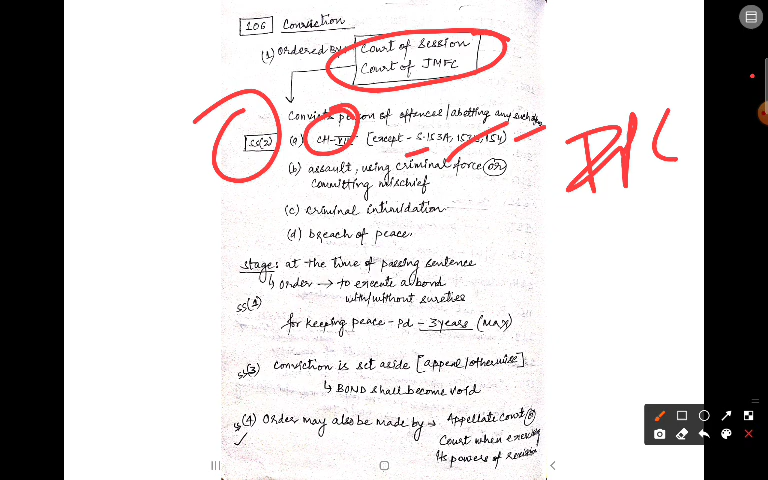 106 Conviction
(1) Ordered By Court of Session
Court of JMFC
Convicts person of offences/abetting any such
SS(2) (a) CH-VIII [except - S-153A, 153B, 154]
(b) assault, using criminal force (or)
committing mischief
(c) criminal intimidation
(d) breach of peace.
Stage: at the time of passing sentence
↳ Order → to execute a bond
with/without sureties
SS(1)
for keeping peace - Pd - 3 years (MAX)
SS(3) Conviction is set aside [appeal/otherwise]
↳ BOND shall become void
SS(4) Order may also be made by → Appellate Court (or)
Court when exercising
its powers of revision